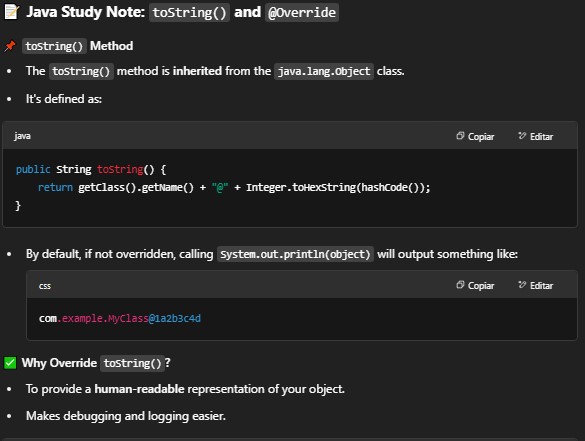 📝 Java Study Note: toString() and @Override
📌 toString() Method
• The toString() method is inherited from the java.lang.Object class.
• It's defined as:
java Copiar Editar
public String toString() {
    return getClass().getName() + "@" + Integer.toHexString(hashCode());
}
• By default, if not overridden, calling System.out.println(object) will output something like:
css Copiar Editar
com.example.MyClass@1a2b3c4d
✅ Why Override toString()?
• To provide a human-readable representation of your object.
• Makes debugging and logging easier.